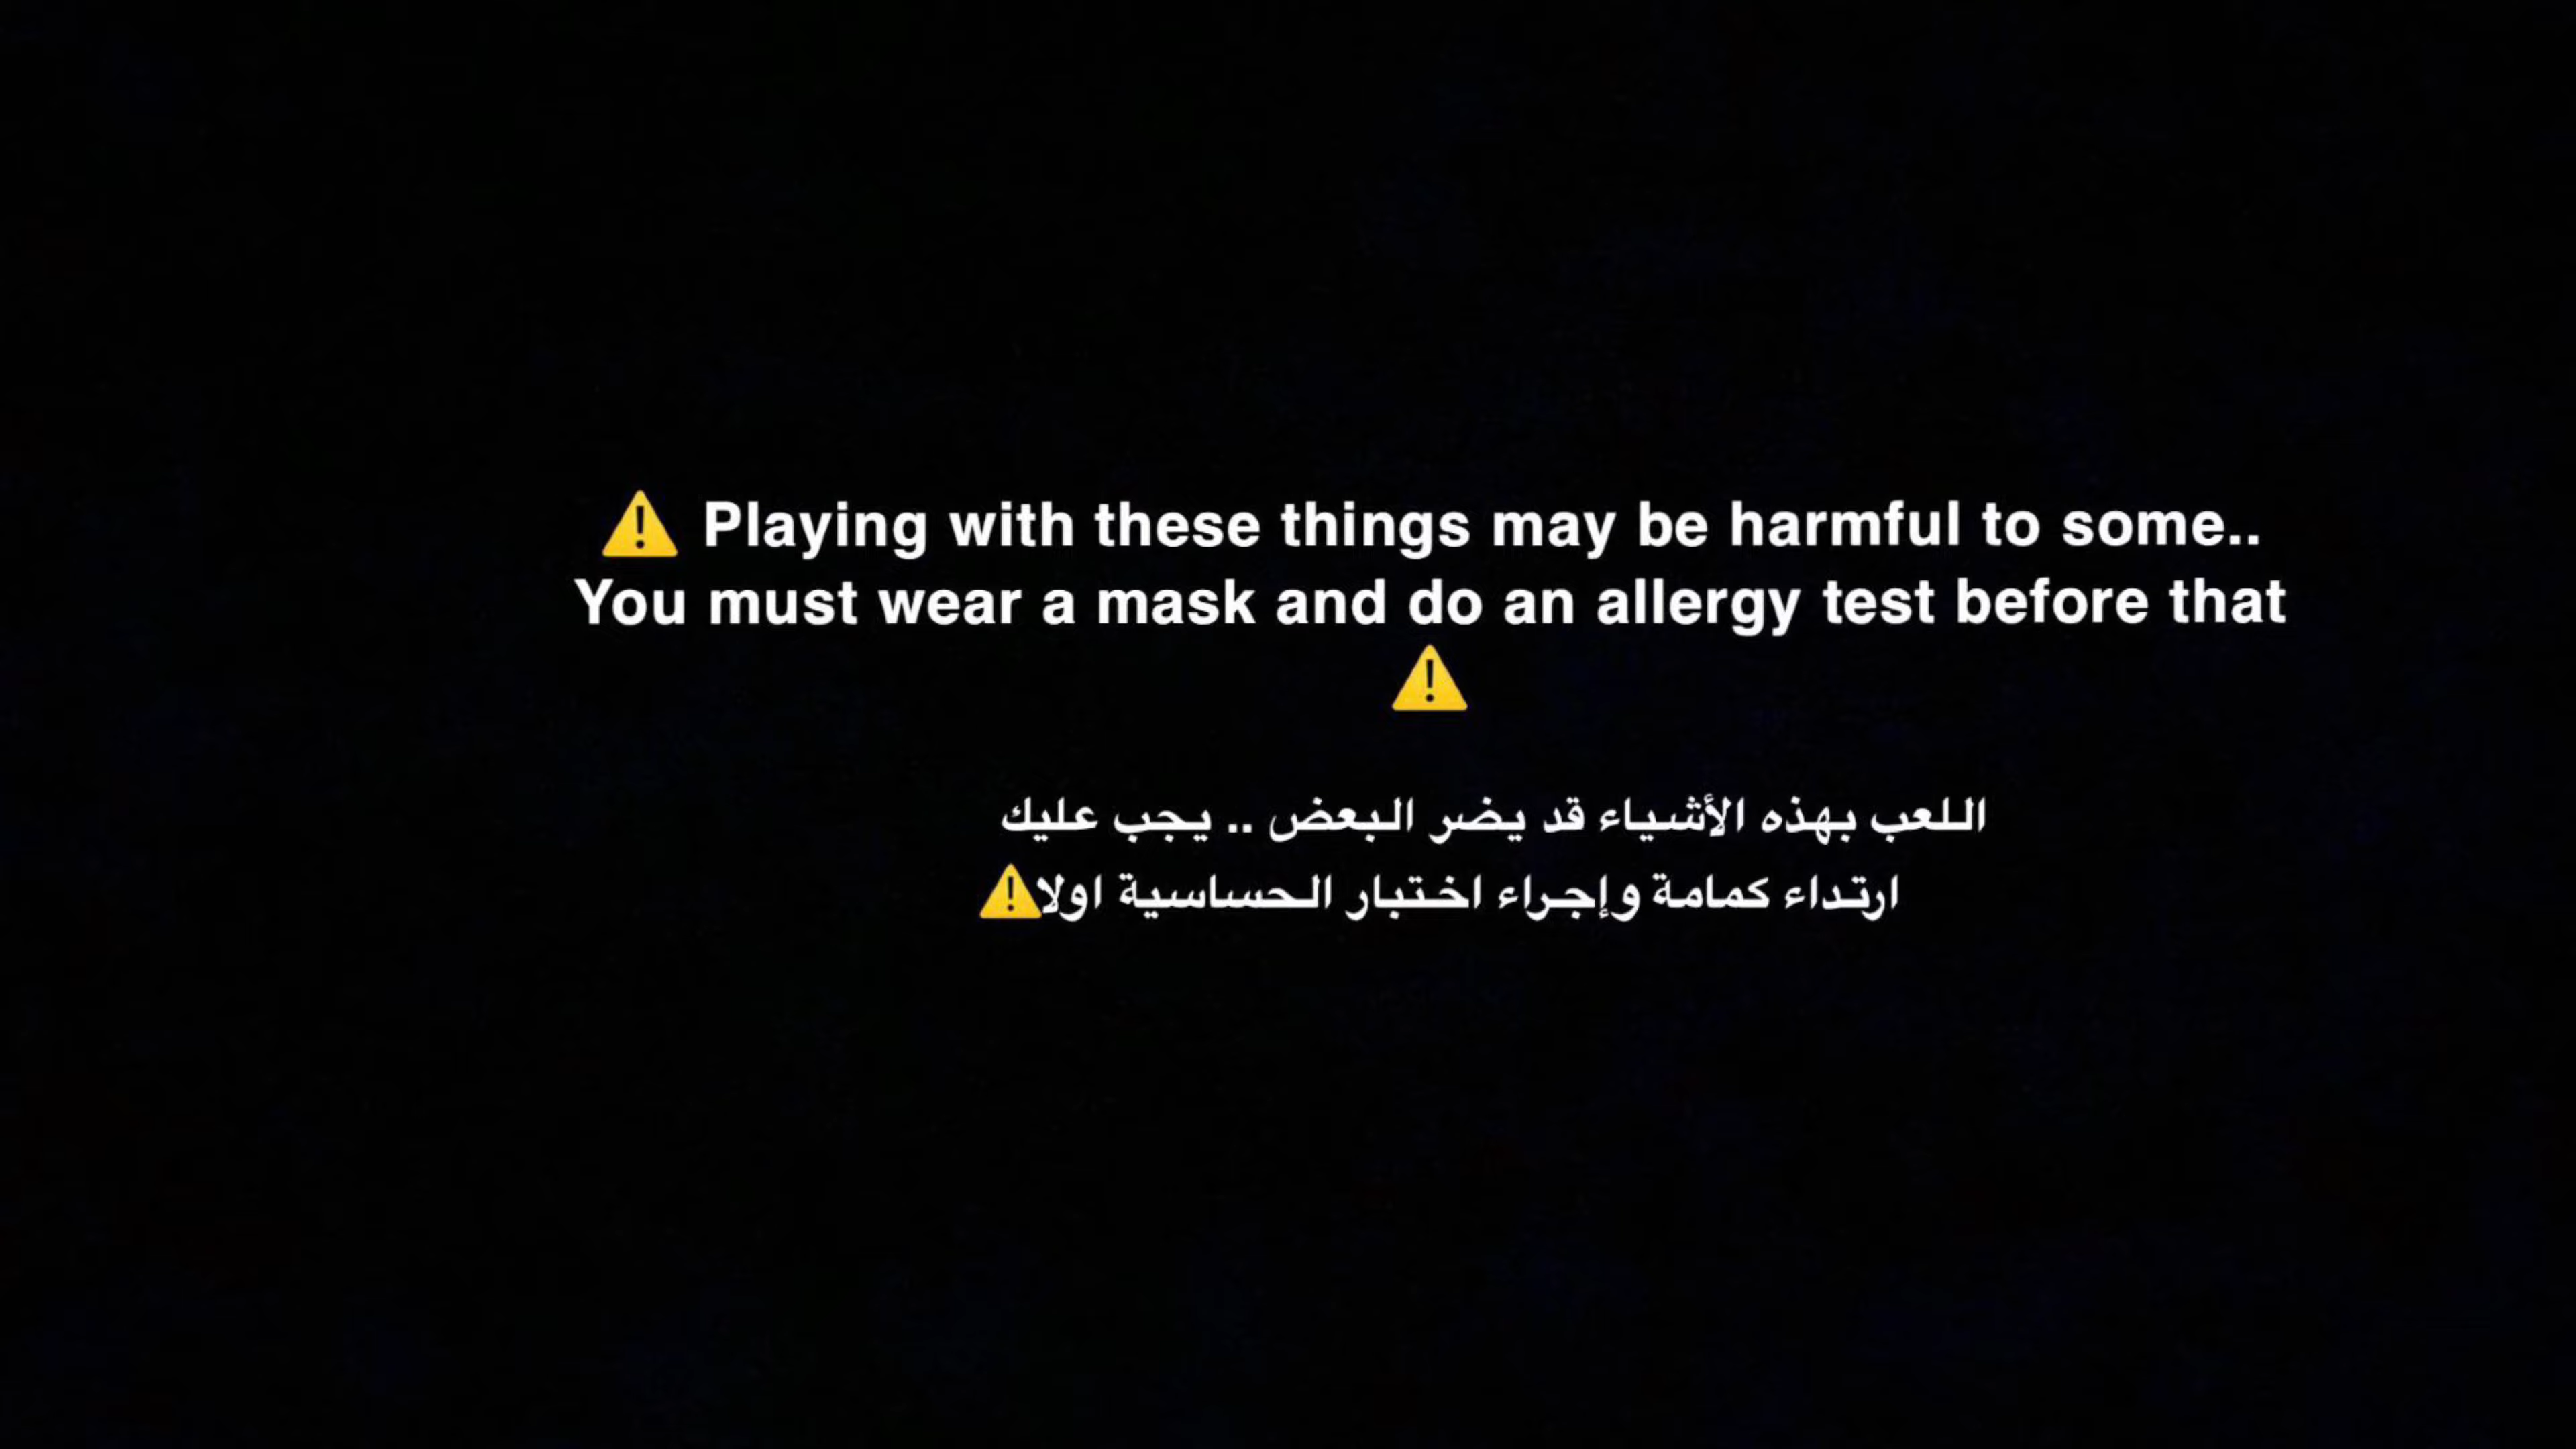 ⚠️ Playing with these things may be harmful to some..
You must wear a mask and do an allergy test before that
⚠️
اللعب بهذه الأشياء قد يضر البعض .. يجب عليك
ارتداء كمامة وإجراء اختبار الحساسية اولا⚠️